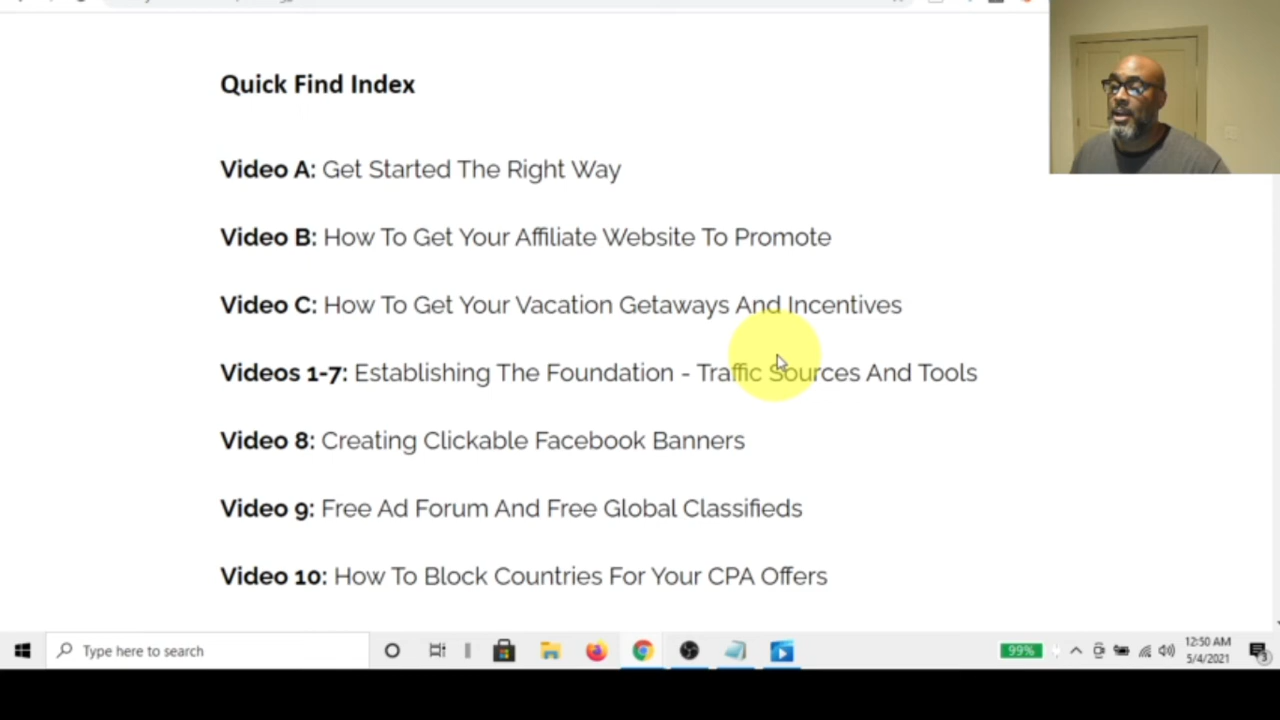 Quick Find Index
Video A: Get Started The Right Way
Video B: How To Get Your Affiliate Website To Promote
Video C: How To Get Your Vacation Getaways And Incentives
Videos 1-7: Establishing The Foundation - Traffic Sources And Tools
Video 8: Creating Clickable Facebook Banners
Video 9: Free Ad Forum And Free Global Classifieds
Video 10: How To Block Countries For Your CPA Offers
Type here to search
99%
12:50 AM
5/4/2021
3